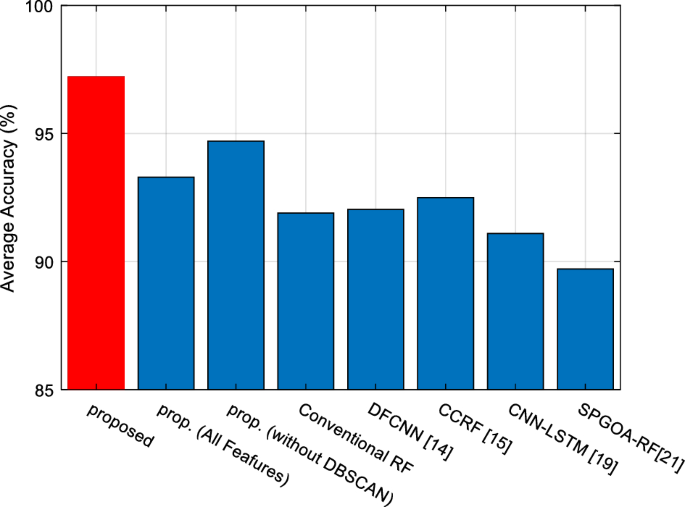 100
95
90
85
Average Accuracy (%)
proposed
prop. (All Feafures)
prop. (without DBSCAN)
Conventional RF
DFCNN [14]
CCRF [15]
CNN-LSTM [19]
SPGOA-RF[21]